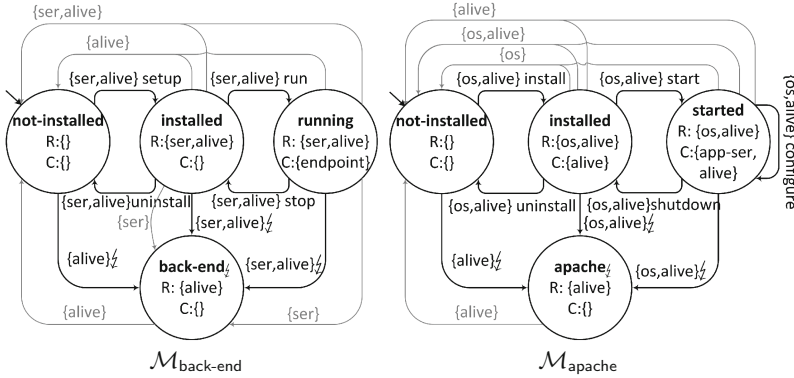 {ser,alive}
{alive}
{ser,alive} setup
{ser,alive} run
not-installed
R:{}
C:{}
installed
R:{ser,alive}
C:{}
running
R: {ser,alive}
C:{endpoint}
{ser,alive}uninstall
{ser,alive} stop
{ser}
{ser,alive}↯
{alive}↯
{ser,alive}↯
back-end↯
R: {alive}
C:{}
{alive}
{ser}
M back-end
{alive}
{os,alive}
{os}
{os,alive} install
{os,alive} start
not-installed
R:{}
C:{}
installed
R:{os,alive}
C:{alive}
started
R: {os,alive}
C:{app-ser,
alive}
{os,alive} configure
{os,alive} uninstall
{os,alive}shutdown
{os,alive}↯
{alive}↯
{os,alive}↯
apache↯
R: {alive}
C:{}
{alive}
M apache